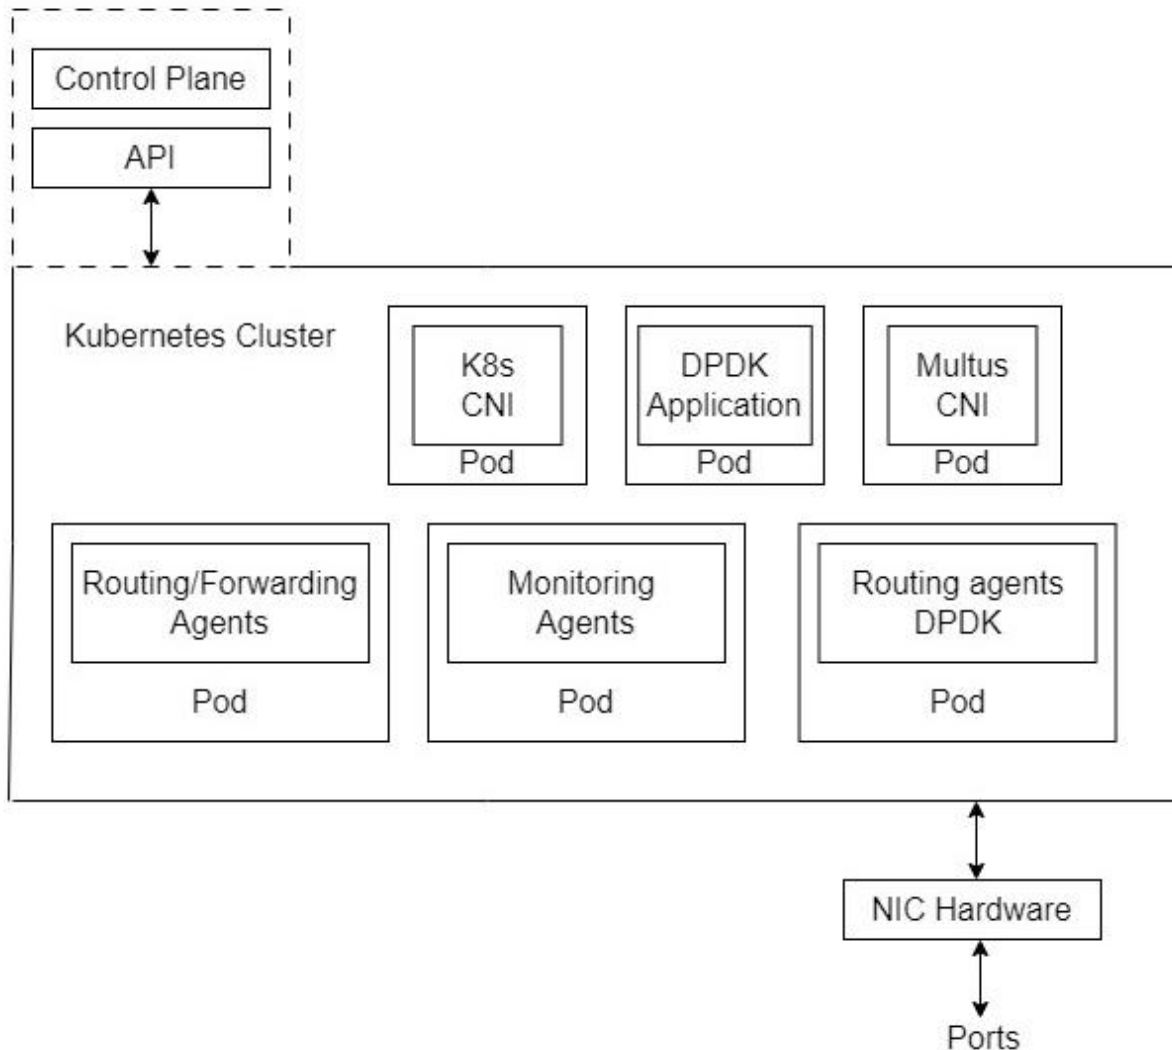 Control Plane
API
Kubernetes Cluster
K8s
CNI
Pod
DPDK
Application
Pod
Multus
CNI
Pod
Routing/Forwarding
Agents
Pod
Monitoring
Agents
Pod
Routing agents
DPDK
Pod
NIC Hardware
Ports